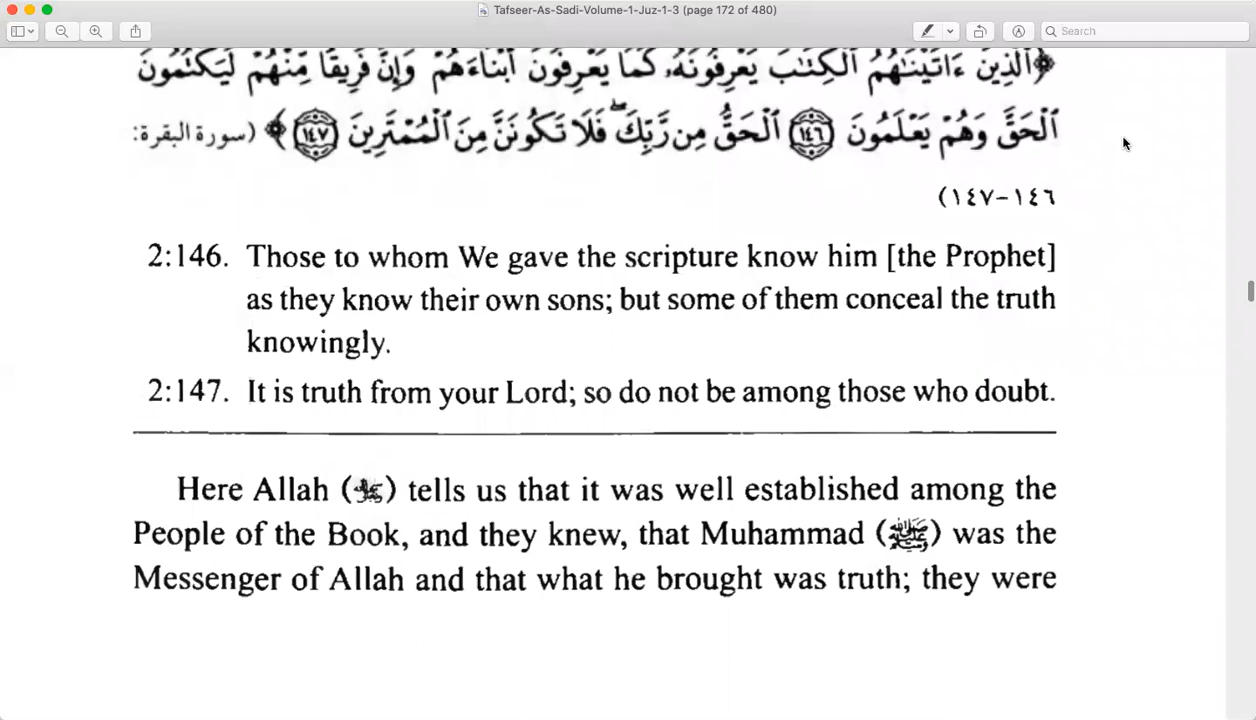 Tafseer-As-Sadi-Volume-1-Juz-1-3 (page 172 of 480)
Search
﴿ٱلَّذِينَ ءَاتَيْنَٰهُمُ ٱلْكِتَٰبَ يَعْرِفُونَهُۥ كَمَا يَعْرِفُونَ أَبْنَآءَهُمْ وَإِنَّ فَرِيقًا مِّنْهُمْ لَيَكْتُمُونَ
ٱلْحَقَّ وَهُمْ يَعْلَمُونَ ١٤٦ ٱلْحَقُّ مِن رَّبِّكَ ۖ فَلَا تَكُونَنَّ مِنَ ٱلْمُمْتَرِينَ ١٤٧﴾ (سورة البقرة:
١٤٦-١٤٧)
2:146. Those to whom We gave the scripture know him [the Prophet]
as they know their own sons; but some of them conceal the truth
knowingly.
2:147. It is truth from your Lord; so do not be among those who doubt.
Here Allah (ﷻ) tells us that it was well established among the
People of the Book, and they knew, that Muhammad (ﷺ) was the
Messenger of Allah and that what he brought was truth; they were